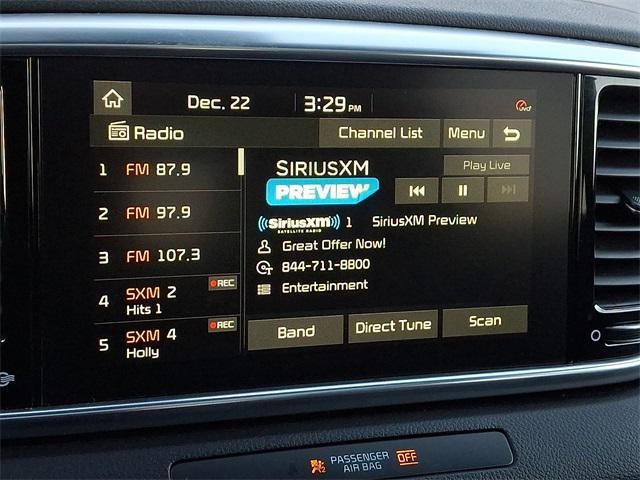 Dec. 22
3:29 PM
UVO
Radio
Channel List
Menu
1 FM 87.9
2 FM 97.9
3 FM 107.3
4 SXM 2
REC
Hits 1
5 SXM 4
REC
Holly
SIRIUSXM
PREVIEW
Play Live
((SiriusXM)) 1 SiriusXM Preview
SATELLITE RADIO
Great Offer Now!
844-711-8800
Entertainment
Band
Direct Tune
Scan
PASSENGER
AIR BAG
OFF
2